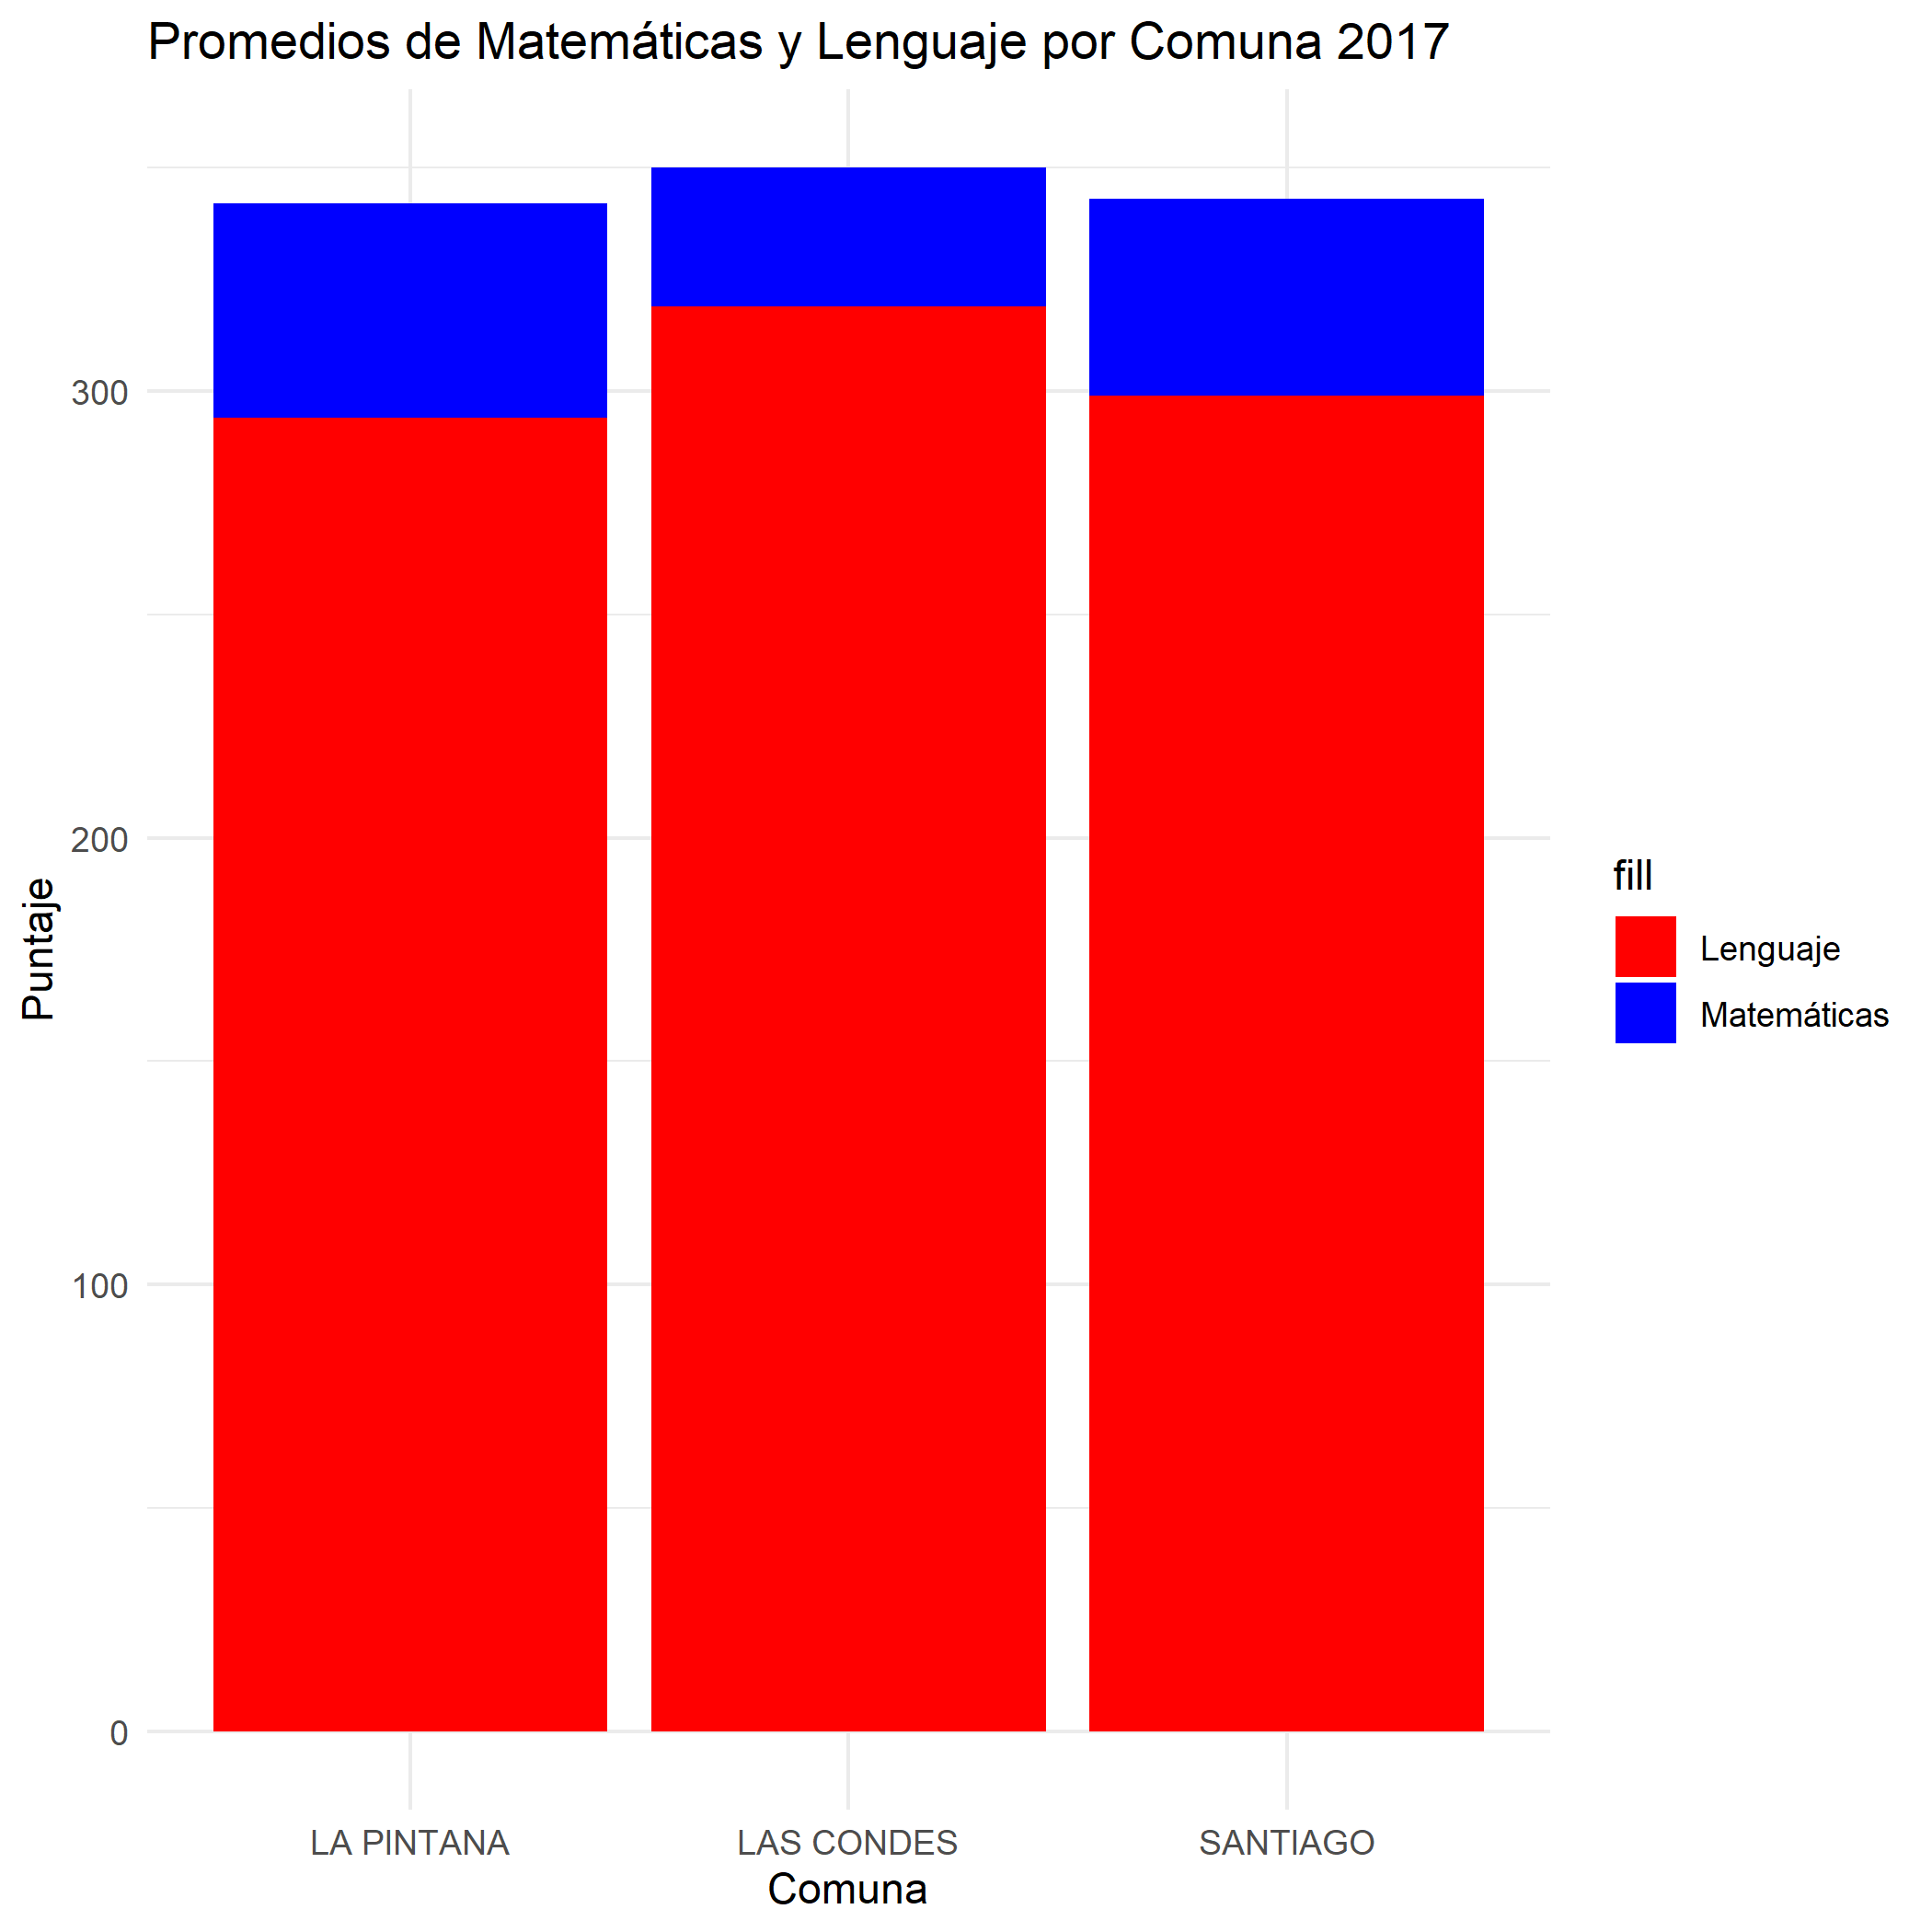 Promedios de Matemáticas y Lenguaje por Comuna 2017
Puntaje
300
200
100
0
LA PINTANA
LAS CONDES
SANTIAGO
Comuna
fill
Lenguaje
Matemáticas